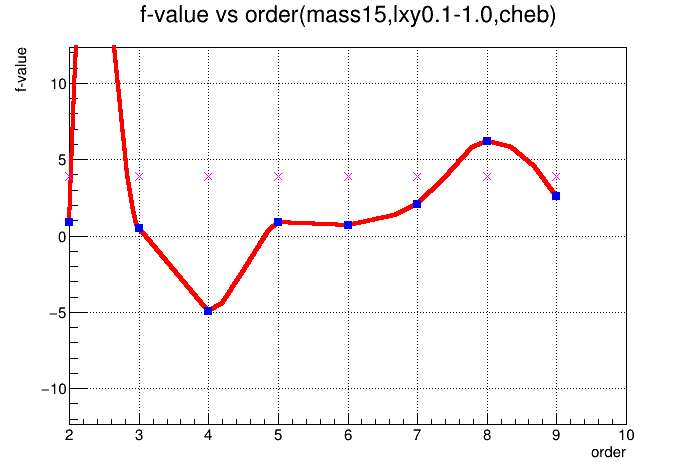 f-value vs order(mass15,lxy0.1-1.0,cheb)
f-value
10
5
0
−5
−10
2 3 4 5 6 7 8 9 10
order